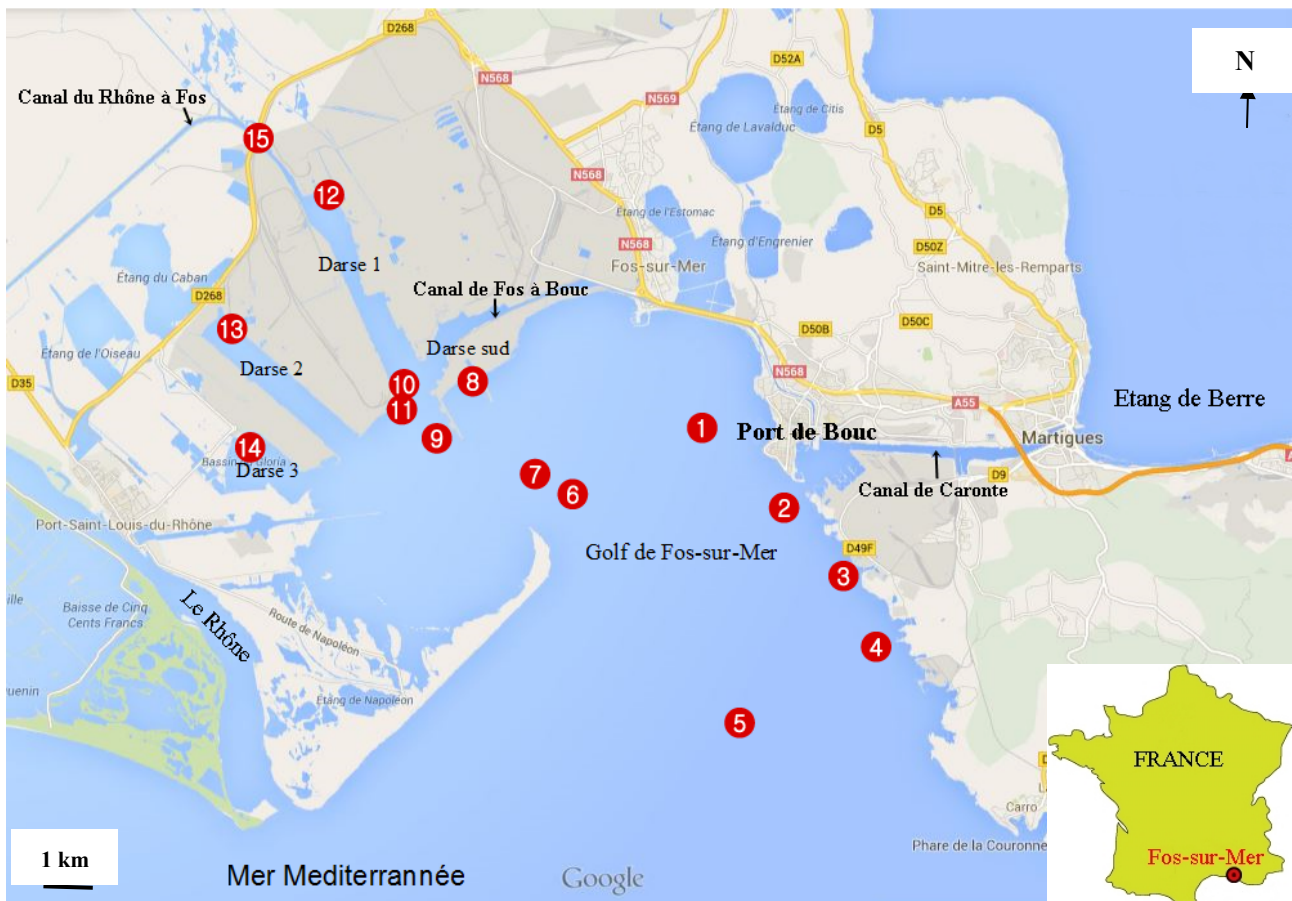 D268
D52A
N
N568
Canal du Rhône à Fos
N569
Étang de Citis
Étang de Lavalduc
D5
15
N568
12
Étang de l'Estomac
D5
N568
Étang d'Engrenier
D50Z
Darse 1
Fos-sur-Mer
Saint-Mitre-les-Remparts
Étang du Caban
Canal de Fos à Bouc
D268
13
D50B
D50C
Étang de l'Oiseau
Darse sud
Darse 2
N568
D35
10
8
11
A55
Etang de Berre
1
Port de Bouc
Martigues
9
14
Darse 3
7
D9
6
Canal de Caronte
2
Port-Saint-Louis-du-Rhône
Golf de Fos-sur-Mer
D49F
3
Le Rhône
Baisse de Cinq
Cents Francs
Route de Napoléon
4
Étang de Napoléon
5
FRANCE
Carro
Phare de la Couronne
1 km
Fos-sur-Mer
Mer Mediterrannée
Google